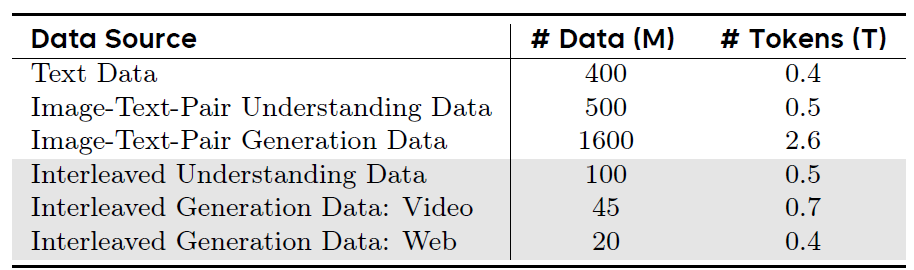 Data Source # Data (M) # Tokens (T)
Text Data 400 0.4
Image-Text-Pair Understanding Data 500 0.5
Image-Text-Pair Generation Data 1600 2.6
Interleaved Understanding Data 100 0.5
Interleaved Generation Data: Video 45 0.7
Interleaved Generation Data: Web 20 0.4